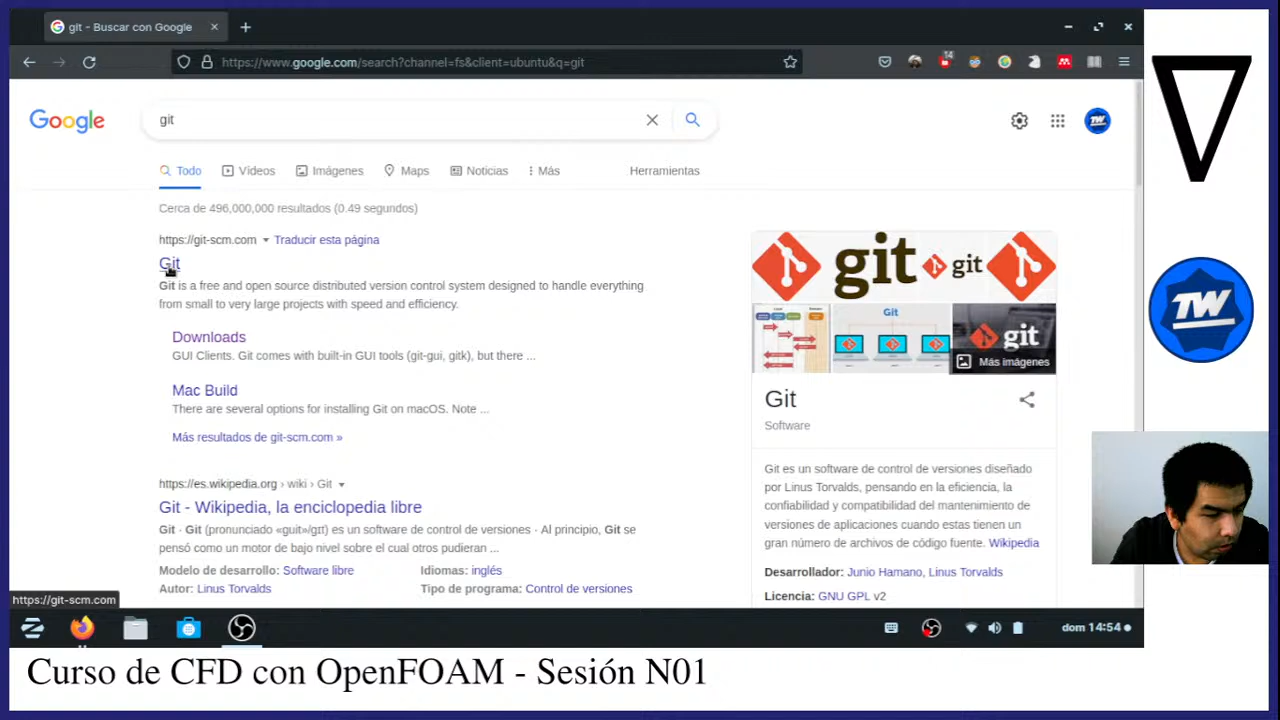 git - Buscar con Google
https://www.google.com/search?channel=fs&client=ubuntu&q=git
14
Google
git
TW
Todo
Vídeos
Imágenes
Maps
Noticias
Más
Herramientas
Cerca de 496,000,000 resultados (0.49 segundos)
https://git-scm.com
Traducir esta página
Git
Git is a free and open source distributed version control system designed to handle everything
from small to very large projects with speed and efficiency.
Downloads
GUI Clients. Git comes with built-in GUI tools (git-gui, gitk), but there ...
Mac Build
There are several options for installing Git on macOS. Note ...
Más resultados de git-scm.com »
https://es.wikipedia.org › wiki › Git
Git - Wikipedia, la enciclopedia libre
Git · Git (pronunciado «guit»/gɪt) es un software de control de versiones · Al principio, Git se
pensó como un motor de bajo nivel sobre el cual otros pudieran ...
Modelo de desarrollo: Software libre
Idiomas: inglés
Autor: Linus Torvalds
Tipo de programa: Control de versiones
git
git
Git
git
Más imágenes
Git
Software
Git es un software de control de versiones diseñado
por Linus Torvalds, pensando en la eficiencia, la
confiabilidad y compatibilidad del mantenimiento de
versiones de aplicaciones cuando estas tienen un
gran número de archivos de código fuente. Wikipedia
Desarrollador: Junio Hamano, Linus Torvalds
Licencia: GNU GPL v2
https://git-scm.com
dom 14:54
TW
Curso de CFD con OpenFOAM - Sesión N01